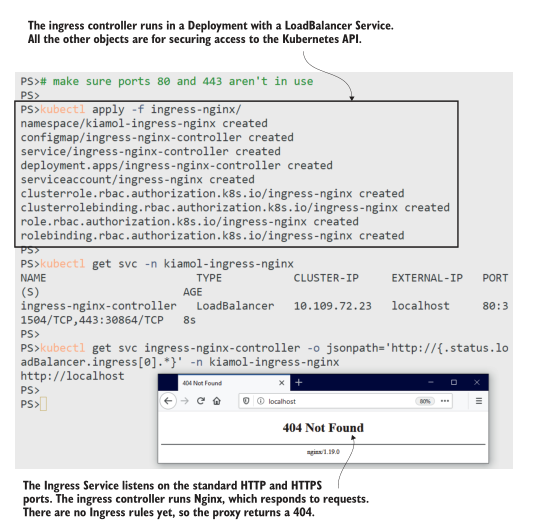 The ingress controller runs in a Deployment with a LoadBalancer Service.
All the other objects are for securing access to the Kubernetes API.
PS># make sure ports 80 and 443 aren't in use
PS>
PS>kubectl apply -f ingress-nginx/
namespace/kiamol-ingress-nginx created
configmap/ingress-nginx-controller created
service/ingress-nginx-controller created
deployment.apps/ingress-nginx-controller created
serviceaccount/ingress-nginx created
clusterrole.rbac.authorization.k8s.io/ingress-nginx created
clusterrolebinding.rbac.authorization.k8s.io/ingress-nginx created
role.rbac.authorization.k8s.io/ingress-nginx created
rolebinding.rbac.authorization.k8s.io/ingress-nginx created
PS>
PS>kubectl get svc -n kiamol-ingress-nginx
NAME TYPE CLUSTER-IP EXTERNAL-IP PORT
(S) AGE
ingress-nginx-controller LoadBalancer 10.109.72.23 localhost 80:3
1504/TCP,443:30864/TCP 8s
PS>
PS>kubectl get svc ingress-nginx-controller -o jsonpath='http://{.status.lo
adBalancer.ingress[0].*}' -n kiamol-ingress-nginx
http://localhost
PS>
PS>
404 Not Found
localhost 80%
404 Not Found
nginx/1.19.0
The Ingress Service listens on the standard HTTP and HTTPS
ports. The ingress controller runs Nginx, which responds to requests.
There are no Ingress rules yet, so the proxy returns a 404.